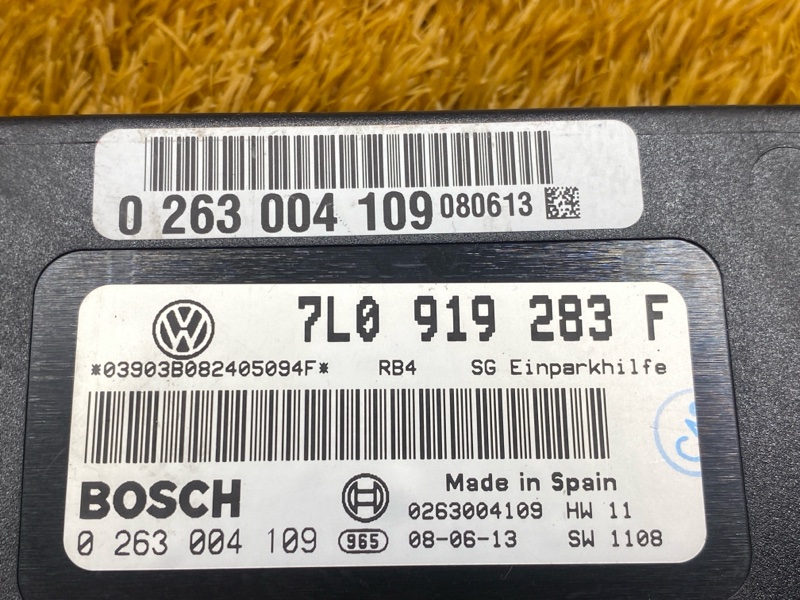 0 263 004 109 080613
7L0 919 283 F
*03903B082405094F* RB4 SG Einparkhilfe
BOSCH
Made in Spain
0263004109 HW 11
0 263 004 109 965 08-06-13 SW 1108